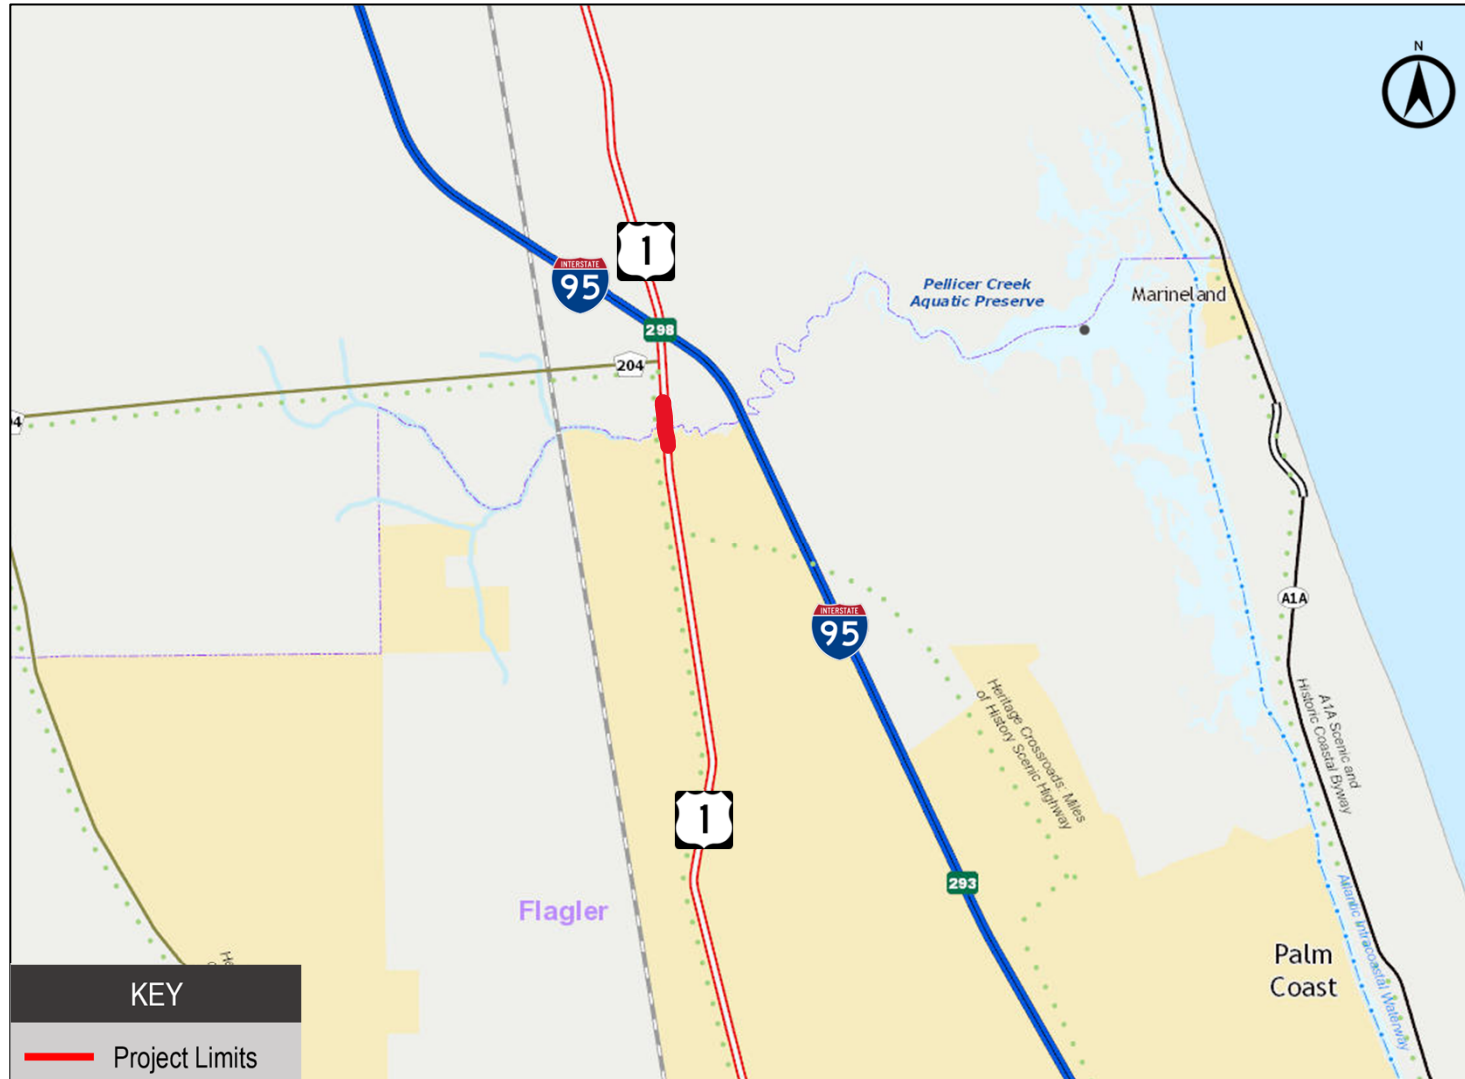 N
1
INTERSTATE
95
298
204
Pellicer Creek
Aquatic Preserve
Marineland
A1A
INTERSTATE
95
Heritage Crossroads: Miles
of History Scenic Highway
A1A Scenic and
Historic Coastal Byway
1
293
Flagler
Palm
Coast
Atlantic Intracoastal Waterway
KEY
Project Limits